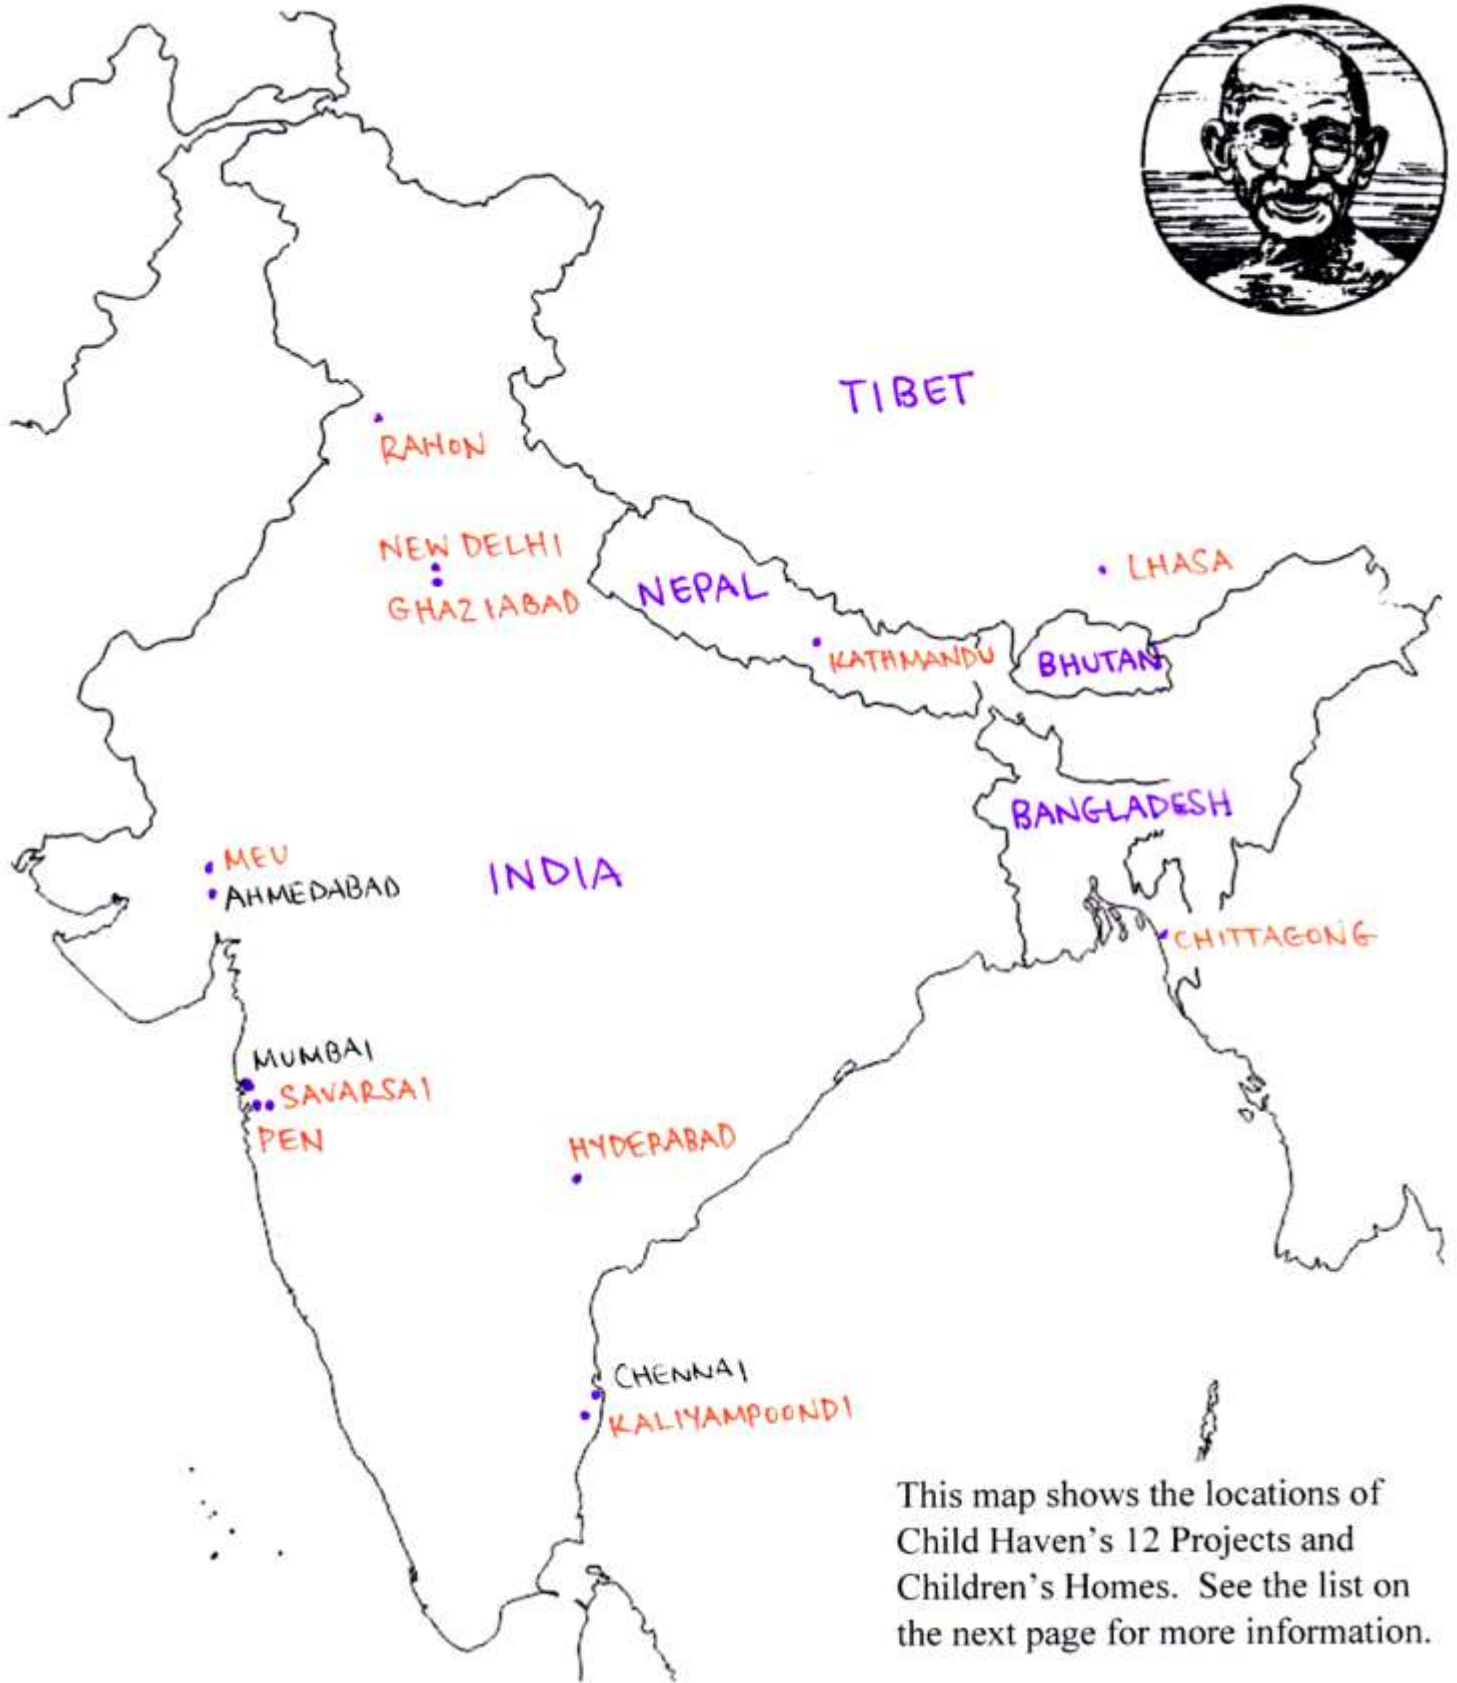 TIBET
RAHON
NEW DELHI
GHAZIABAD
NEPAL
LHASA
KATHMANDU
BHUTAN
BANGLADESH
MEU
AHMEDABAD
INDIA
CHITTAGONG
MUMBAI
SAVARSAI
PEN
HYDERABAD
CHENNAI
KALIYAMPOONDI
This map shows the locations of
Child Haven's 12 Projects and
Children's Homes. See the list on
the next page for more information.